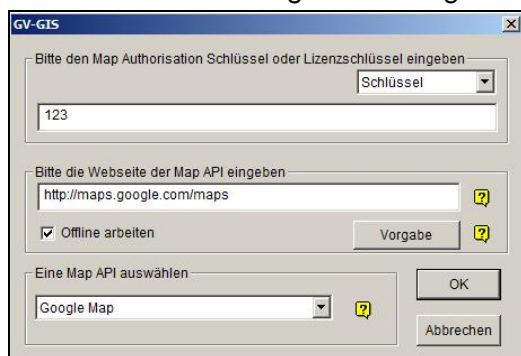 GV-GIS
Bitte den Map Authorisation Schlüssel oder Lizenzschlüssel eingeben
Schlüssel
123
Bitte die Webseite der Map API eingeben
http://maps.google.com/maps
Offline arbeiten
Vorgabe
Eine Map API auswählen
Google Map
OK
Abbrechen